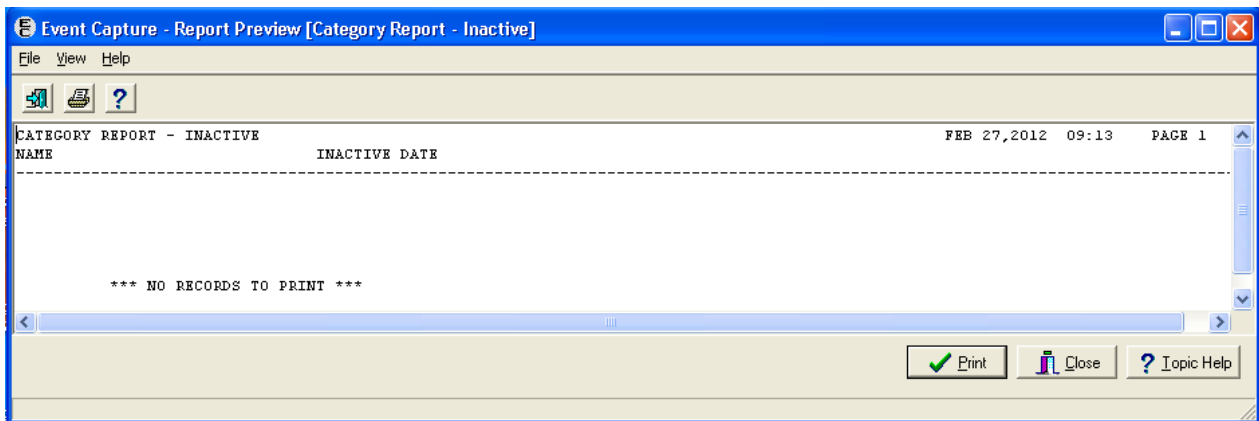 Event Capture - Report Preview [Category Report - Inactive]
File View Help
CATEGORY REPORT - INACTIVE FEB 27,2012 09:13 PAGE 1
NAME INACTIVE DATE
*** NO RECORDS TO PRINT ***
Print Close Topic Help